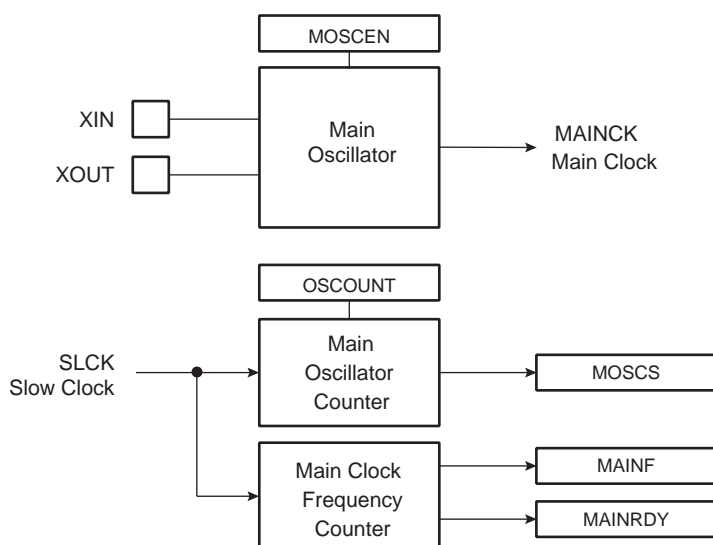 MOSCEN
XIN
XOUT
Main
Oscillator
MAINCK
Main Clock
OSCOUNT
SLCK
Slow Clock
Main
Oscillator
Counter
MOSCS
Main Clock
Frequency
Counter
MAINF
MAINRDY